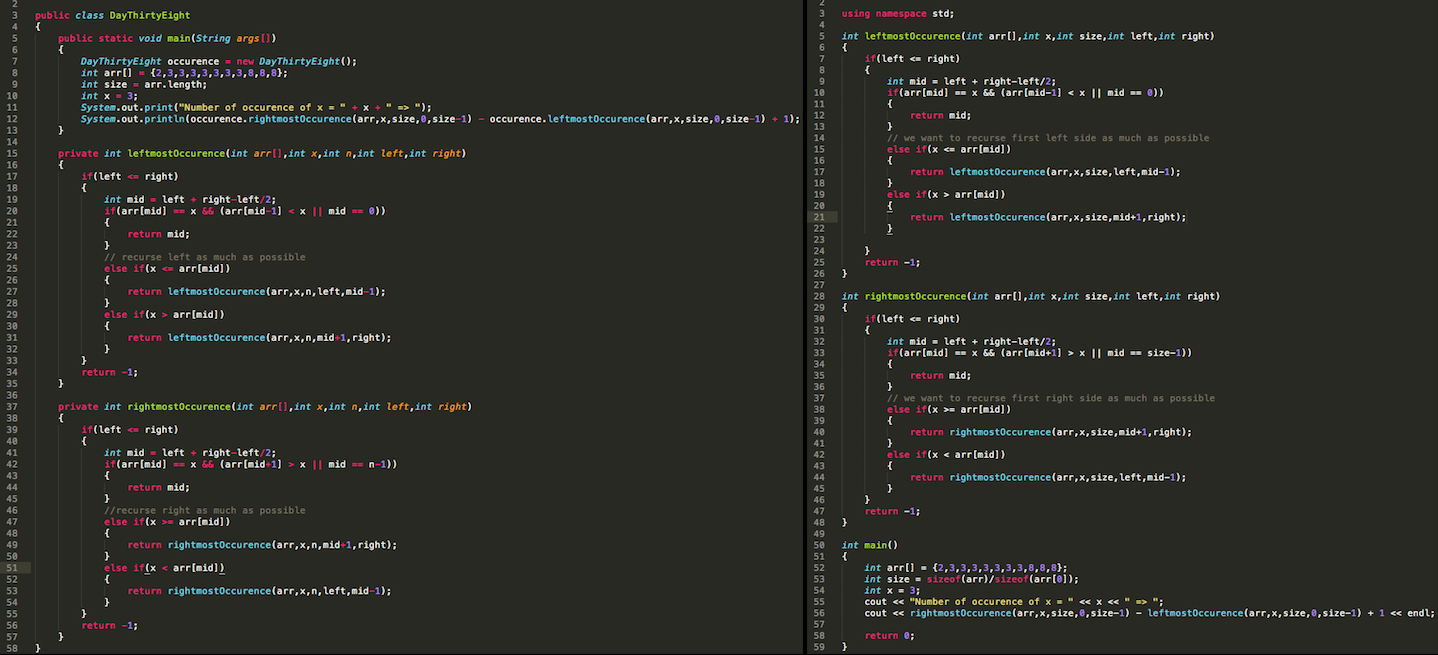 2
3 public class DayThirtyEight
4 {
5 public static void main(String args[])
6 {
7 DayThirtyEight occurence = new DayThirtyEight();
8 int arr[] = {2,3,3,3,3,3,3,3,8,8,8};
9 int size = arr.length;
10 int x = 3;
11 System.out.print("Number of occurence of x = " + x + " => ");
12 System.out.println(occurence.rightmostOccurence(arr,x,size,0,size-1) - occurence.leftmostOccurence(arr,x,size,0,size-1) + 1);
13 }
14
15 private int leftmostOccurence(int arr[],int x,int n,int left,int right)
16 {
17 if(left <= right)
18 {
19 int mid = left + right-left/2;
20 if(arr[mid] == x && (arr[mid-1] < x || mid == 0))
21 {
22 return mid;
23 }
24 // recurse left as much as possible
25 else if(x <= arr[mid])
26 {
27 return leftmostOccurence(arr,x,n,left,mid-1);
28 }
29 else if(x > arr[mid])
30 {
31 return leftmostOccurence(arr,x,n,mid+1,right);
32 }
33 }
34 return -1;
35 }
36
37 private int rightmostOccurence(int arr[],int x,int n,int left,int right)
38 {
39 if(left <= right)
40 {
41 int mid = left + right-left/2;
42 if(arr[mid] == x && (arr[mid+1] > x || mid == n-1))
43 {
44 return mid;
45 }
46 //recurse right as much as possible
47 else if(x >= arr[mid])
48 {
49 return rightmostOccurence(arr,x,n,mid+1,right);
50 }
51 else if(x < arr[mid])
52 {
53 return rightmostOccurence(arr,x,n,left,mid-1);
54 }
55 }
56 return -1;
57 }
58 }
2
3 using namespace std;
4
5 int leftmostOccurence(int arr[],int x,int size,int left,int right)
6 {
7 if(left <= right)
8 {
9 int mid = left + right-left/2;
10 if(arr[mid] == x && (arr[mid-1] < x || mid == 0))
11 {
12 return mid;
13 }
14 // we want to recurse first left side as much as possible
15 else if(x <= arr[mid])
16 {
17 return leftmostOccurence(arr,x,size,left,mid-1);
18 }
19 else if(x > arr[mid])
20 {
21 return leftmostOccurence(arr,x,size,mid+1,right);
22 }
23
24 }
25 return -1;
26 }
27
28 int rightmostOccurence(int arr[],int x,int size,int left,int right)
29 {
30 if(left <= right)
31 {
32 int mid = left + right-left/2;
33 if(arr[mid] == x && (arr[mid+1] > x || mid == size-1))
34 {
35 return mid;
36 }
37 // we want to recurse first right side as much as possible
38 else if(x >= arr[mid])
39 {
40 return rightmostOccurence(arr,x,size,mid+1,right);
41 }
42 else if(x < arr[mid])
43 {
44 return rightmostOccurence(arr,x,size,left,mid-1);
45 }
46 }
47 return -1;
48 }
49
50 int main()
51 {
52 int arr[] = {2,3,3,3,3,3,3,3,8,8,8};
53 int size = sizeof(arr)/sizeof(arr[0]);
54 int x = 3;
55 cout << "Number of occurence of x = " << x << " => ";
56 cout << rightmostOccurence(arr,x,size,0,size-1) - leftmostOccurence(arr,x,size,0,size-1) + 1 << endl;
57
58 return 0;
59 }